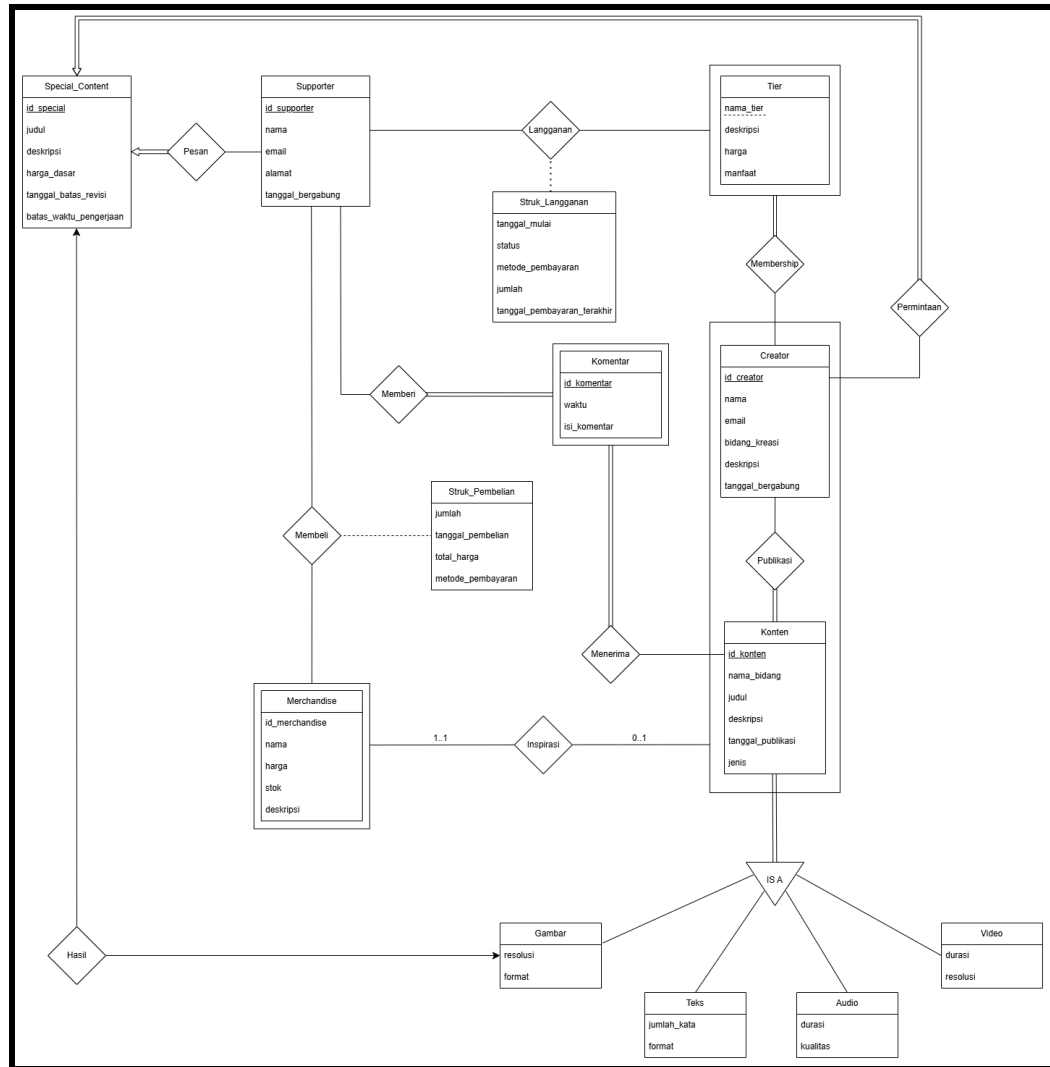 Special_Content
id_special
judul
deskripsi
harga_dasar
tanggal_batas_revisi
batas_waktu_pengerjaan
Pesan
Supporter
id_supporter
nama
email
alamat
tanggal_bergabung
Langganan
Struk_Langganan
tanggal_mulai
status
metode_pembayaran
jumlah
tanggal_pembayaran_terakhir
Tier
nama_tier
deskripsi
harga
manfaat
Membership
Permintaan
Creator
id_creator
nama
email
bidang_kreasi
deskripsi
tanggal_bergabung
Komentar
id_komentar
waktu
isi_komentar
Memberi
Struk_Pembelian
jumlah
tanggal_pembelian
total_harga
metode_pembayaran
Membeli
Publikasi
Konten
id_konten
nama_bidang
judul
deskripsi
tanggal_publikasi
jenis
Menerima
Merchandise
id_merchandise
nama
harga
stok
deskripsi
1..1
Inspirasi
0..1
IS A
Hasil
Gambar
resolusi
format
Teks
jumlah_kata
format
Audio
durasi
kualitas
Video
durasi
resolusi